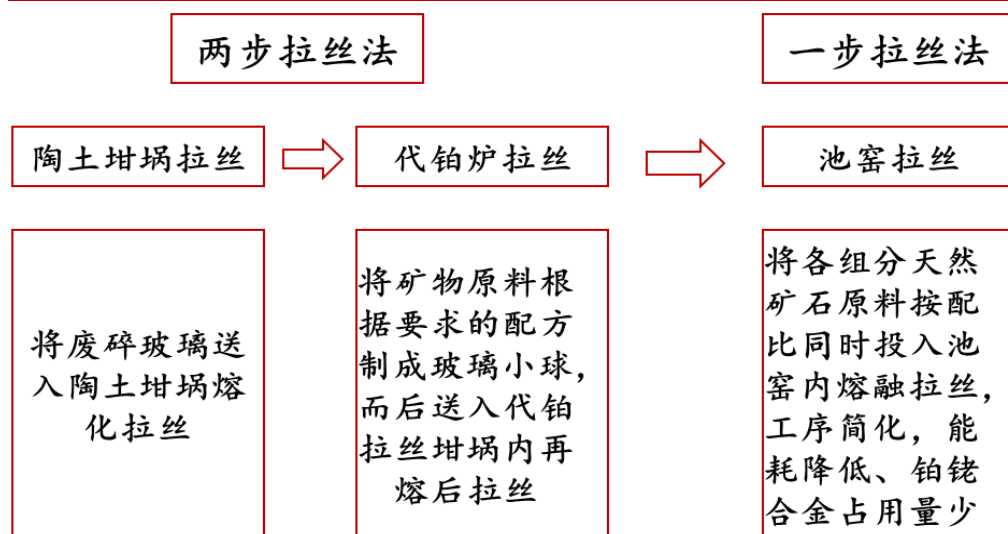 两步拉丝法
一步拉丝法
陶土坩埚拉丝
代铂炉拉丝
池窑拉丝
将废碎玻璃送
入陶土坩埚熔
化拉丝
将矿物原料根
据要求的配方
制成玻璃小球，
而后送入代铂
拉丝坩埚内再
熔后拉丝
将各组分天然
矿石原料按配
比同时投入池
窑内熔融拉丝，
工序简化，能
耗降低、铂铑
合金占用量少